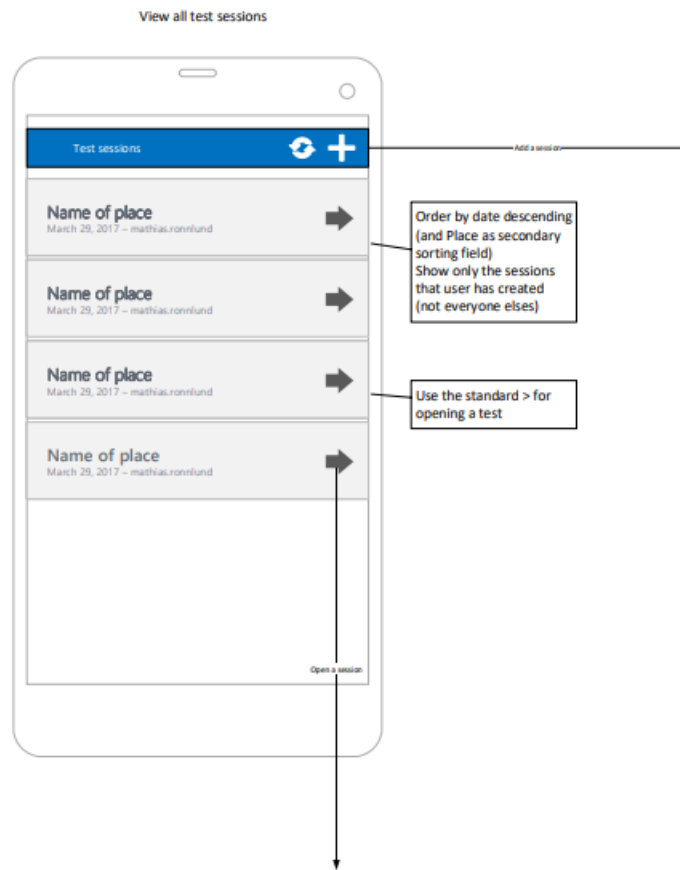 View all test sessions
Test sessions
Add a session
Name of place
March 29, 2017 – mathias.ronnlund
Order by date descending
(and Place as secondary
sorting field)
Show only the sessions
that user has created
(not everyone elses)
Name of place
March 29, 2017 – mathias.ronnlund
Name of place
March 29, 2017 – mathias.ronnlund
Use the standard > for
opening a test
Name of place
March 29, 2017 – mathias.ronnlund
Open a session